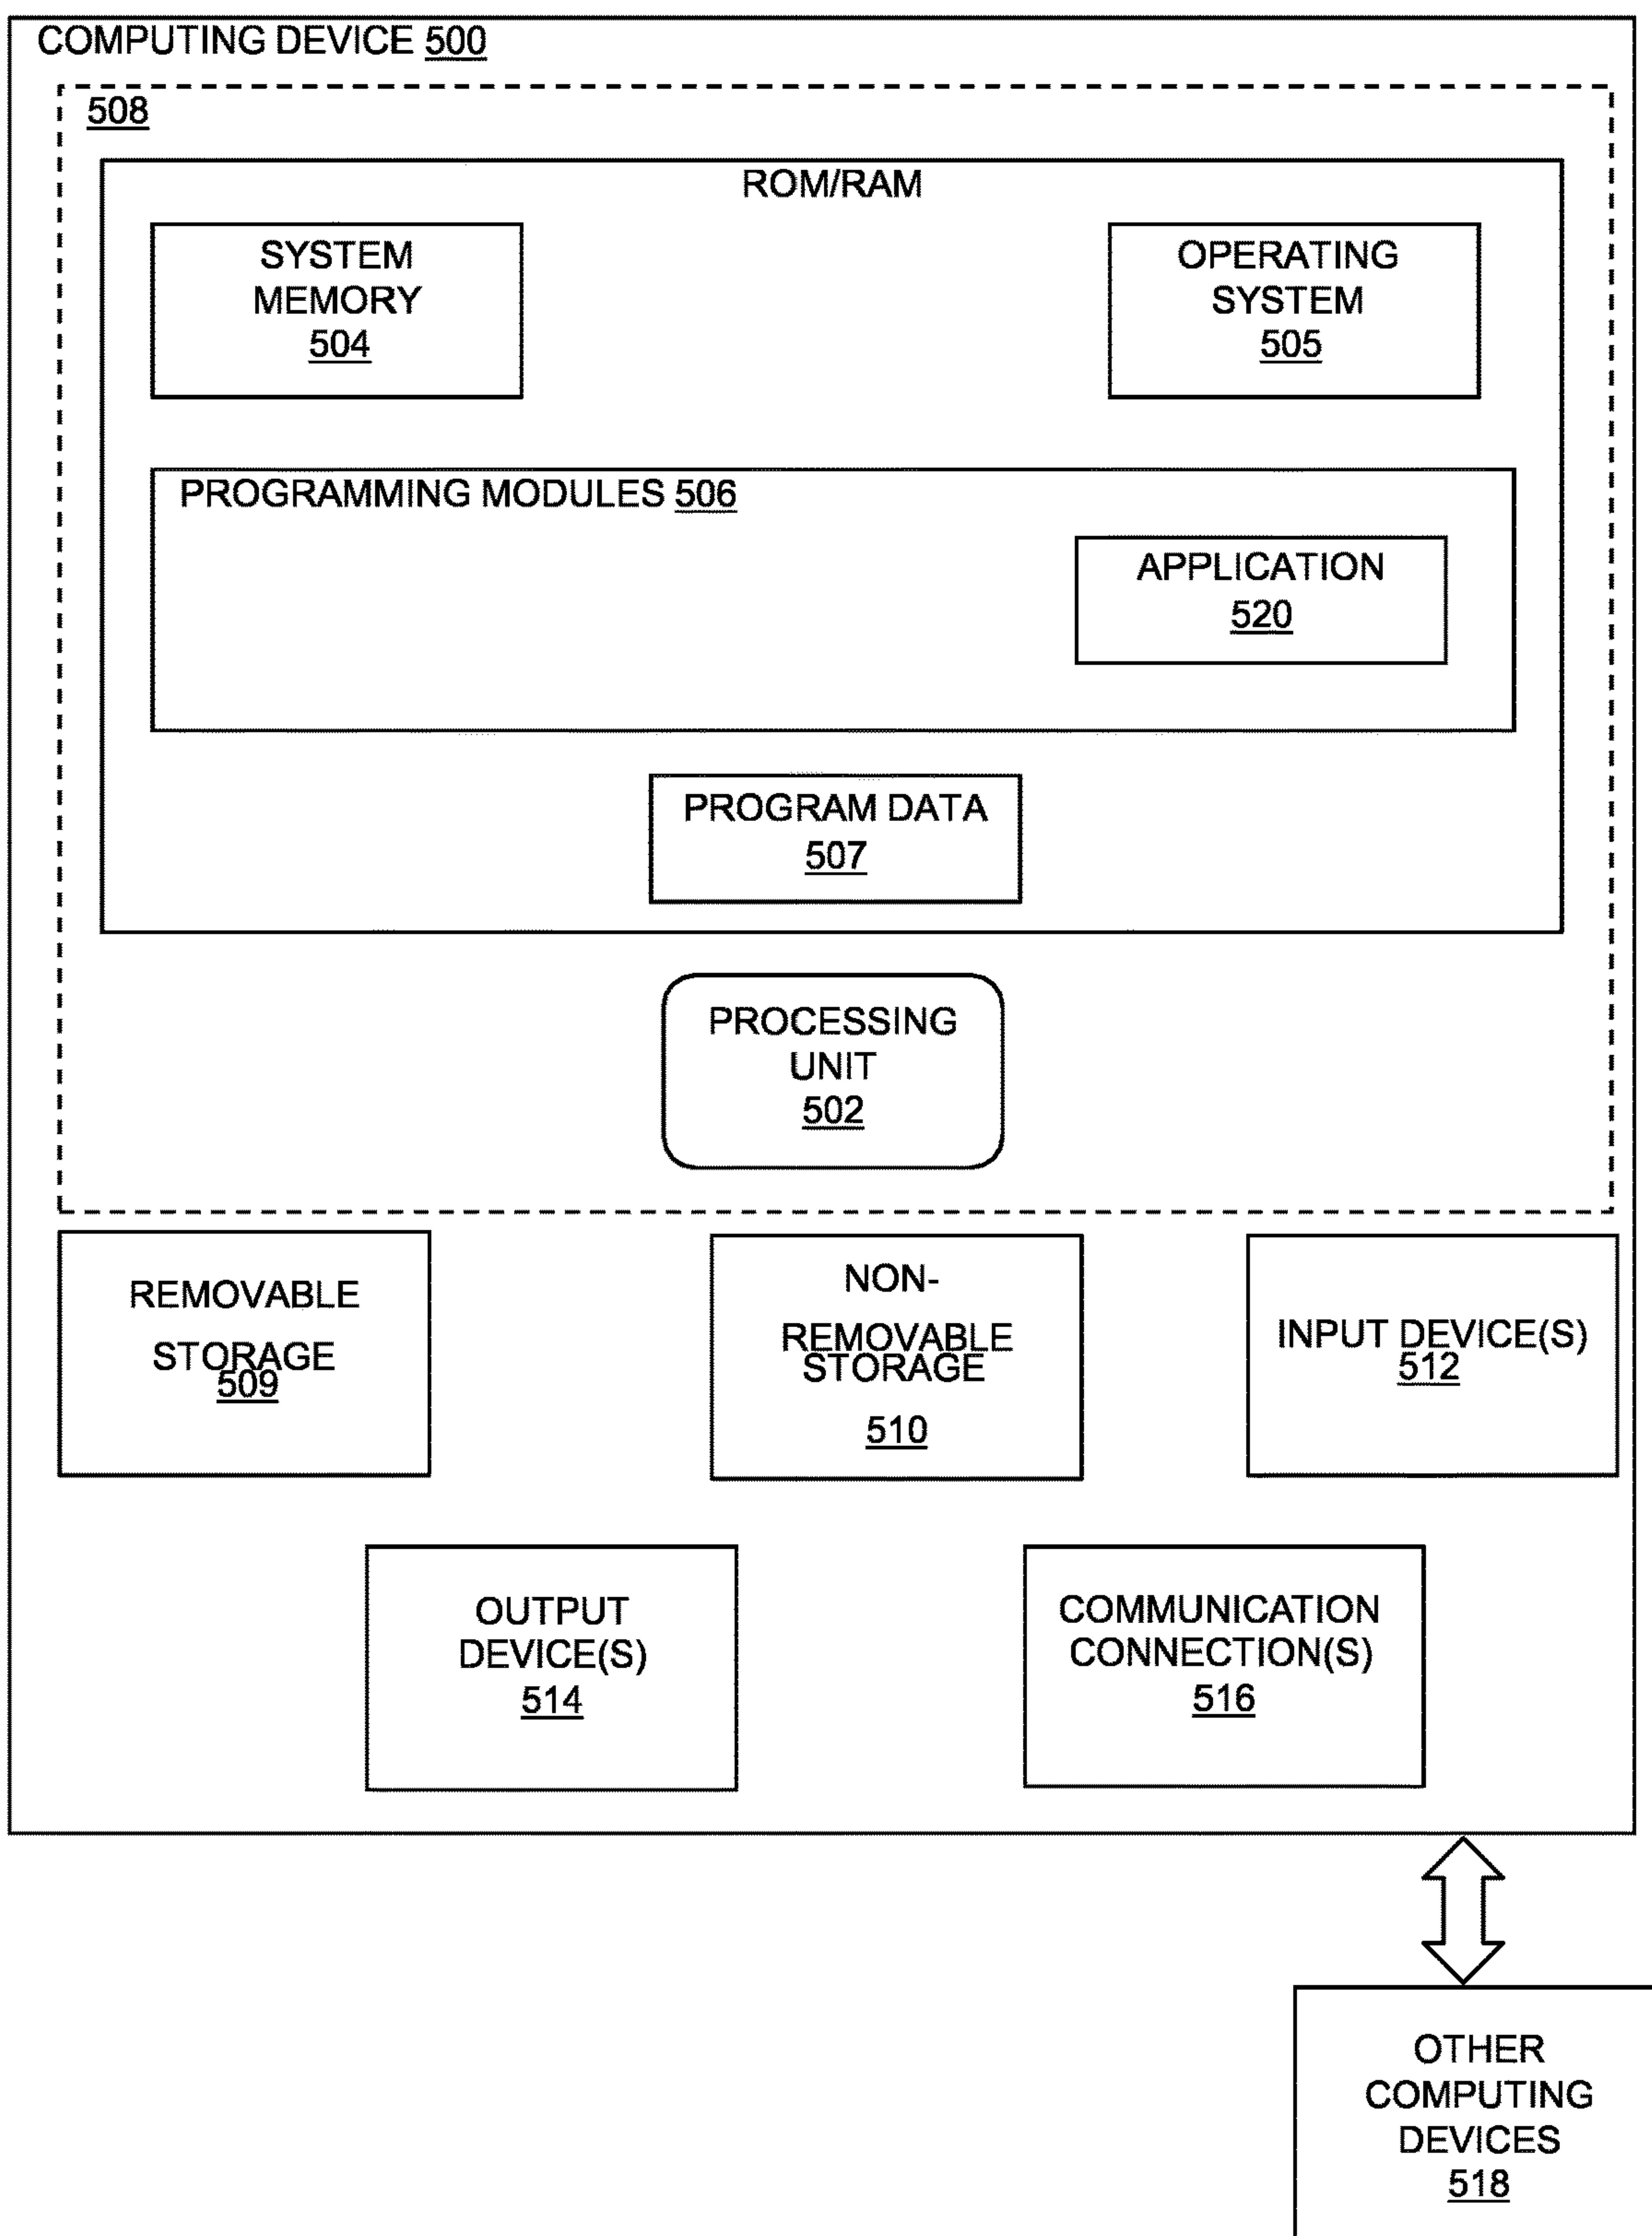 COMPUTING DEVICE 500
508
ROM/RAM
SYSTEM
MEMORY
504
OPERATING
SYSTEM
505
PROGRAMMING MODULES 506
APPLICATION
520
PROGRAM DATA
507
PROCESSING
UNIT
502
REMOVABLE
STORAGE
509
NON-
REMOVABLE
STORAGE
510
INPUT DEVICE(S)
512
OUTPUT
DEVICE(S)
514
COMMUNICATION
CONNECTION(S)
516
OTHER
COMPUTING
DEVICES
518